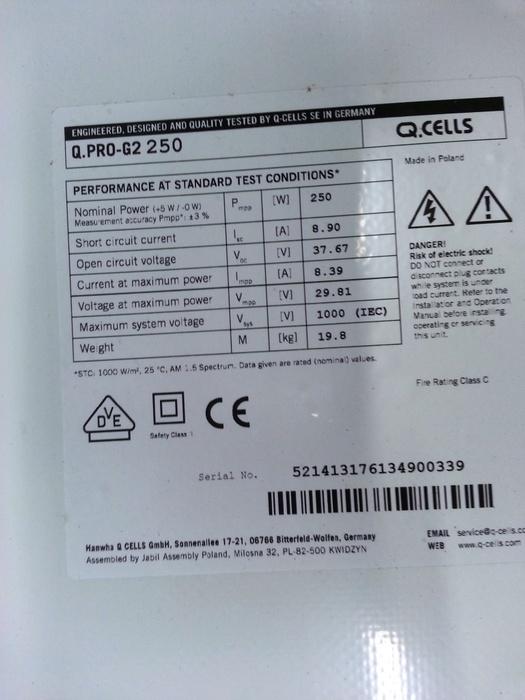 ENGINEERED, DESIGNED AND QUALITY TESTED BY Q-CELLS SE IN GERMANY
Q.PRO-G2 250
Q.CELLS
Made in Poland
PERFORMANCE AT STANDARD TEST CONDITIONS*
Nominal Power (+5 W / -0 W) Pmpp [W] 250
Measurement accuracy Pmpp*: ±3 %
Short circuit current Isc [A] 8.90
Open circuit voltage Voc [V] 37.67
Current at maximum power Impp [A] 8.39
Voltage at maximum power Vmpp [V] 29.81
Maximum system voltage Vsys [V] 1000 (IEC)
Weight M [kg] 19.8
*STC: 1000 W/m², 25 °C, AM 1.5 Spectrum. Data given are rated (nominal) values.
DANGER!
Risk of electric shock!
DO NOT connect or
disconnect plug contacts
while system is under
load current. Refer to the
Installation and Operation
Manual before installing,
operating or servicing
this unit.
Fire Rating Class C
DVE
Safety Class
CE
Serial No. 521413176134900339
Hanwha Q CELLS GmbH, Sonnenallee 17-21, 06766 Bitterfeld-Wolfen, Germany
Assembled by Jabil Assembly Poland, Milosna 32, PL-82-500 KWIDZYN
EMAIL service@q-cells.co
WEB www.q-cells.com